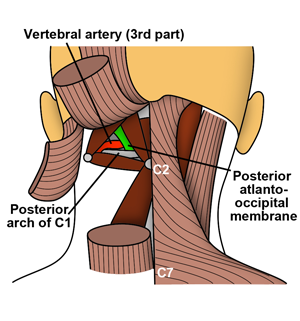 Vertebral artery (3rd part)
C2
Posterior
atlanto-
occipital
membrane
Posterior
arch of C1
C7